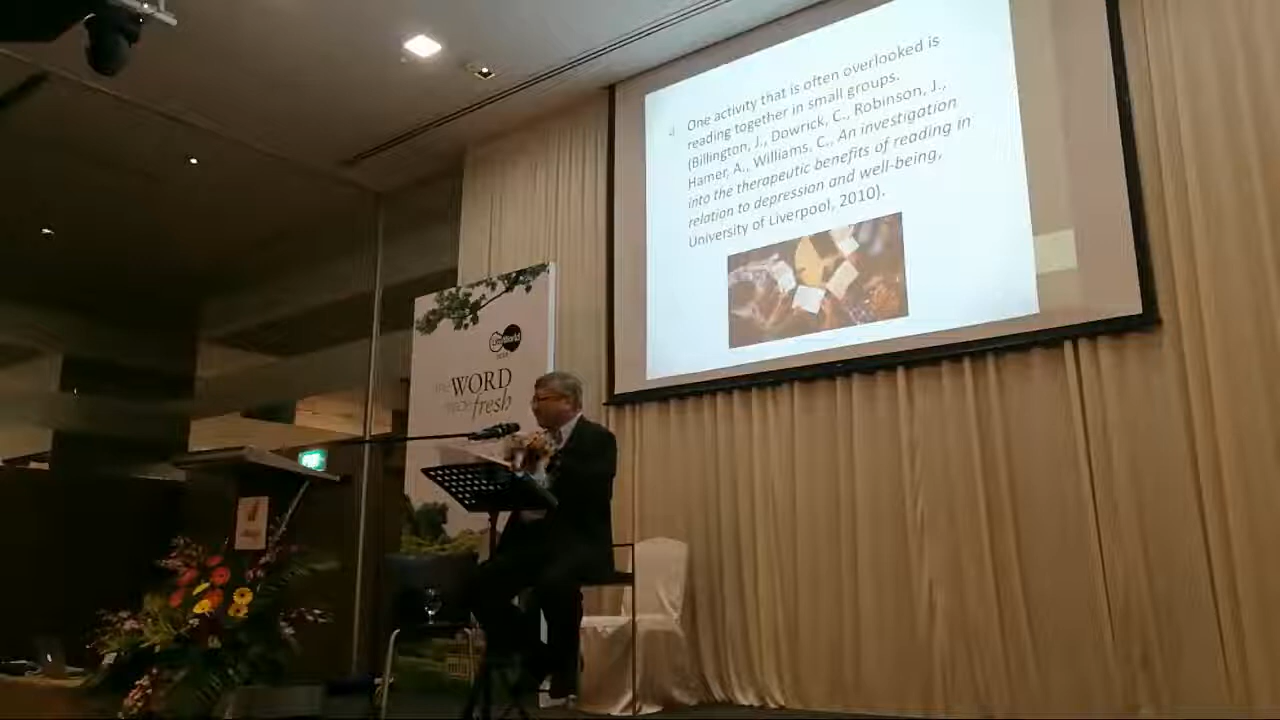 One activity that is often overlooked is
reading together in small groups.
(Billington, J., Dowrick, C., Robinson, J.,
Hamer, A., Williams, C., An investigation
into the therapeutic benefits of reading in
relation to depression and well-being,
University of Liverpool, 2010).
WORD
fresh